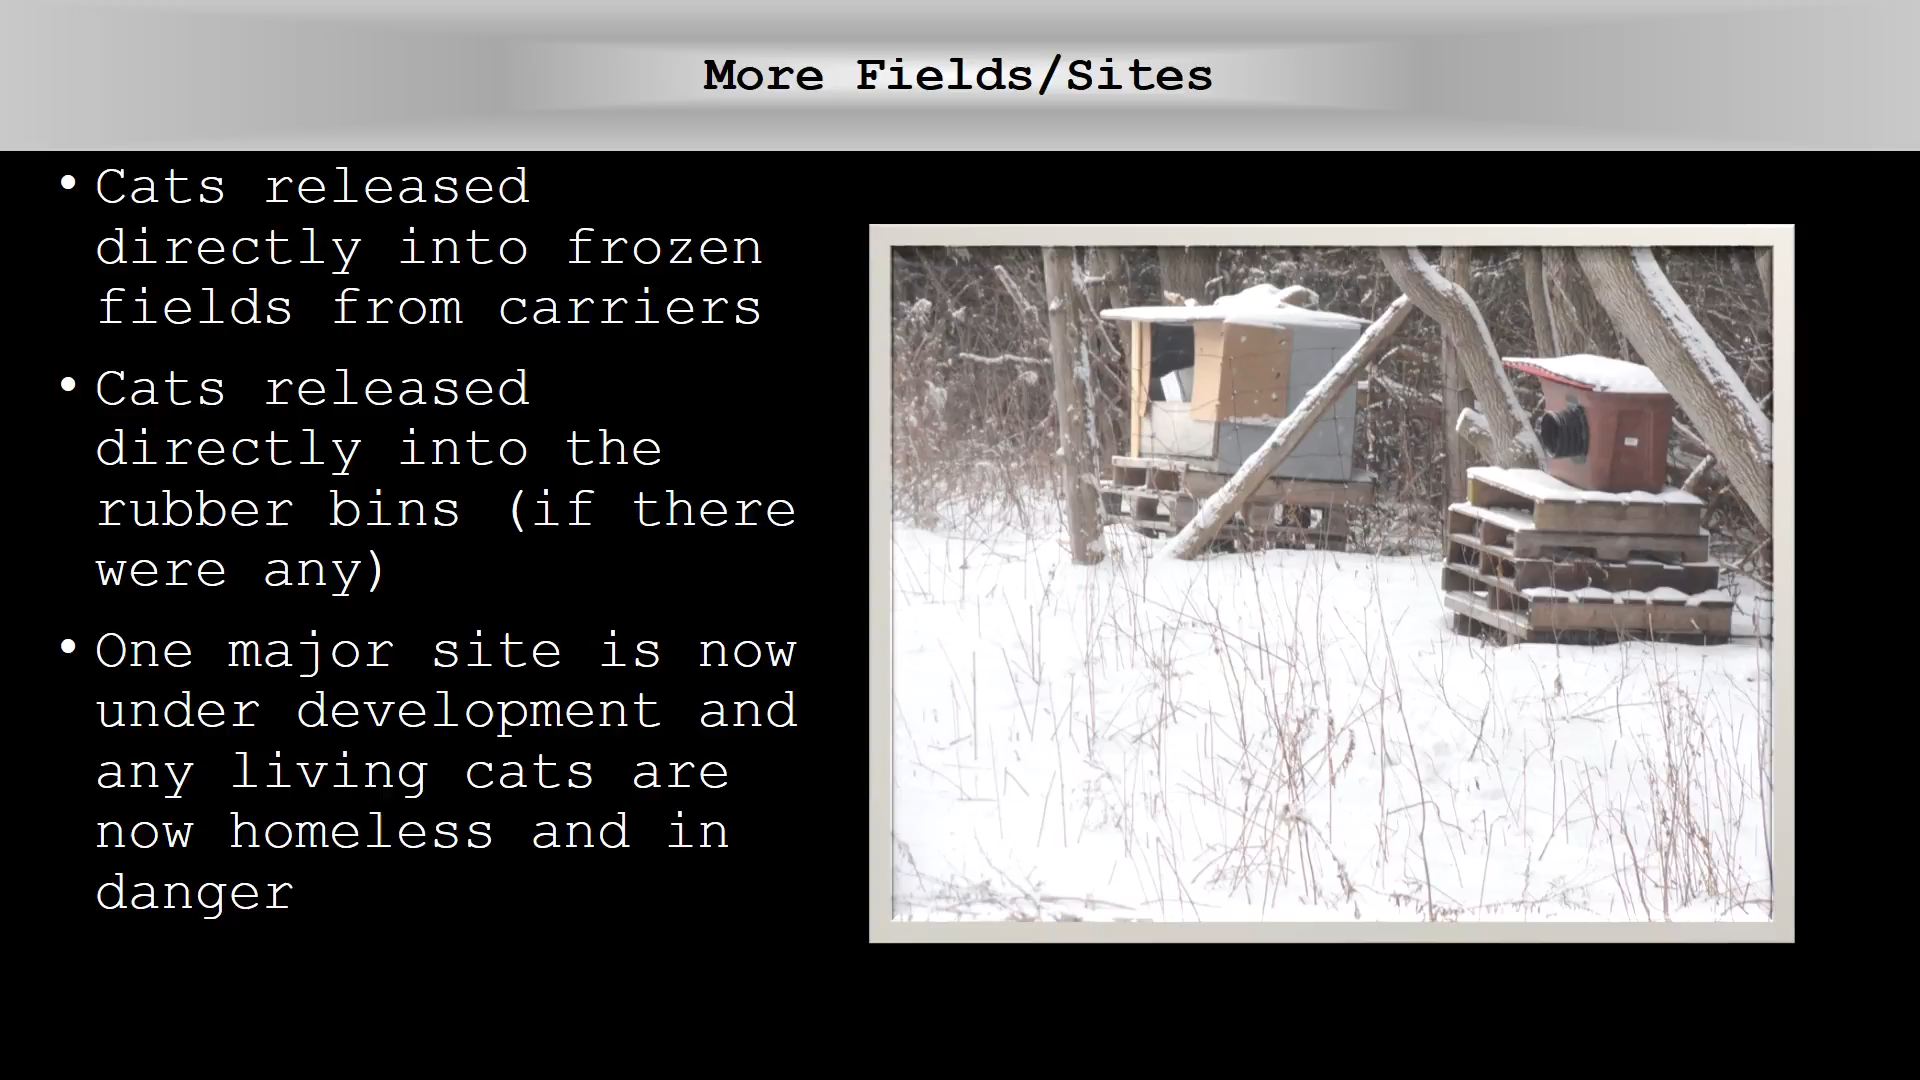 More Fields/Sites
• Cats released
directly into frozen
fields from carriers
• Cats released
directly into the
rubber bins (if there
were any)
• One major site is now
under development and
any living cats are
now homeless and in
danger